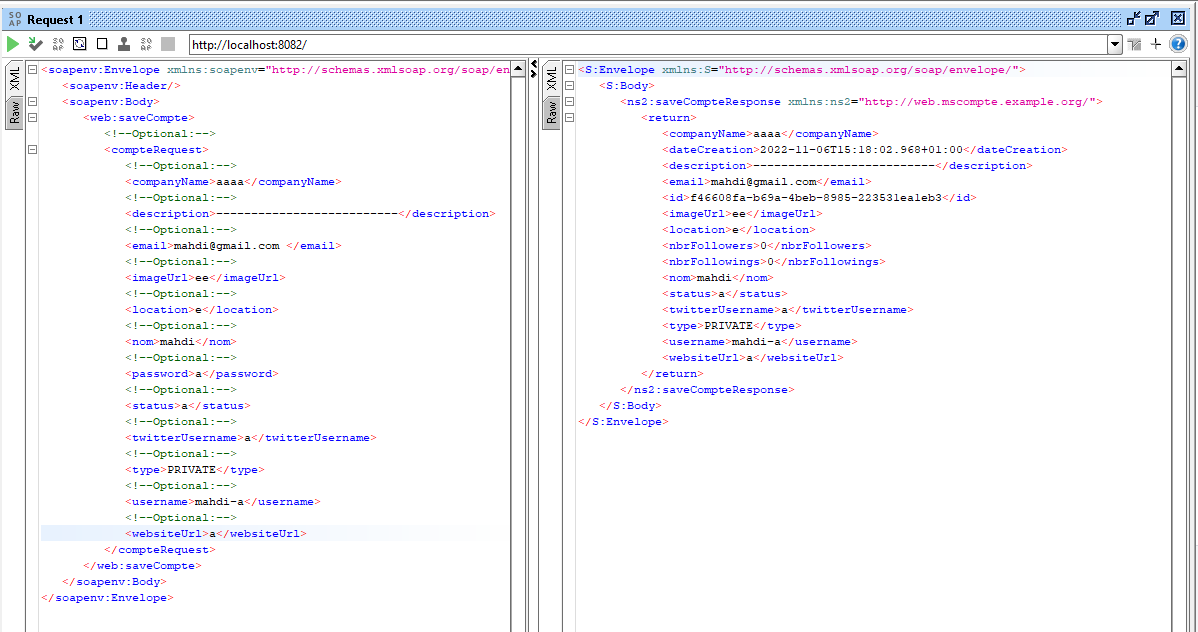 SO
AP
Request 1
SO
AP
SO
AP
http://localhost:8082/
XML
Raw
<soapenv:Envelope xmlns:soapenv="http://schemas.xmlsoap.org/soap/en
<soapenv:Header/>
<soapenv:Body>
<web:saveCompte>
<!--Optional:-->
<compteRequest>
<!--Optional:-->
<companyName>aaaa</companyName>
<!--Optional:-->
<description>--------------------------</description>
<!--Optional:-->
<email>mahdi@gmail.com </email>
<!--Optional:-->
<imageUrl>ee</imageUrl>
<!--Optional:-->
<location>e</location>
<!--Optional:-->
<nom>mahdi</nom>
<!--Optional:-->
<password>a</password>
<!--Optional:-->
<status>a</status>
<!--Optional:-->
<twitterUsername>a</twitterUsername>
<!--Optional:-->
<type>PRIVATE</type>
<!--Optional:-->
<username>mahdi-a</username>
<!--Optional:-->
<websiteUrl>a</websiteUrl>
</compteRequest>
</web:saveCompte>
</soapenv:Body>
</soapenv:Envelope>
XML
Raw
<S:Envelope xmlns:S="http://schemas.xmlsoap.org/soap/envelope/">
<S:Body>
<ns2:saveCompteResponse xmlns:ns2="http://web.mscompte.example.org/">
<return>
<companyName>aaaa</companyName>
<dateCreation>2022-11-06T15:18:02.968+01:00</dateCreation>
<description>--------------------------</description>
<email>mahdi@gmail.com</email>
<id>f46608fa-b69a-4beb-8985-223531ea1eb3</id>
<imageUrl>ee</imageUrl>
<location>e</location>
<nbrFollowers>0</nbrFollowers>
<nbrFollowings>0</nbrFollowings>
<nom>mahdi</nom>
<status>a</status>
<twitterUsername>a</twitterUsername>
<type>PRIVATE</type>
<username>mahdi-a</username>
<websiteUrl>a</websiteUrl>
</return>
</ns2:saveCompteResponse>
</S:Body>
</S:Envelope>